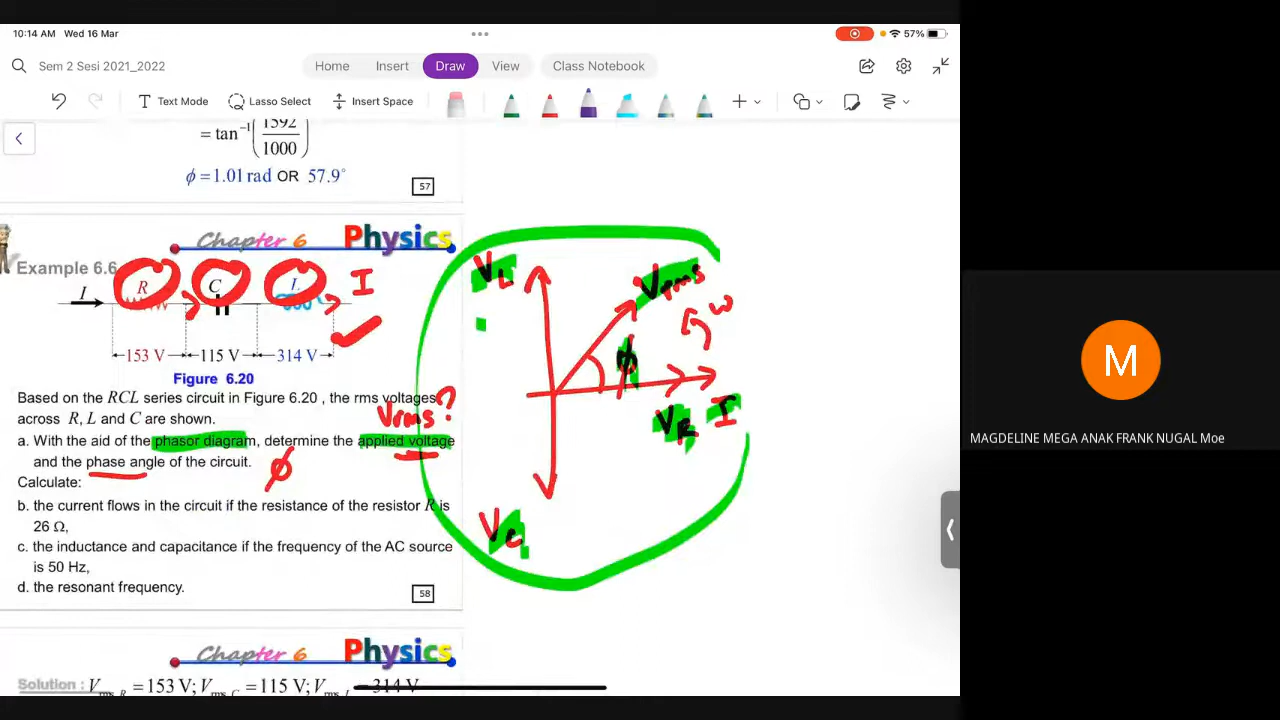 10:14 AM Wed 16 Mar
57%
Sem 2 Sesi 2021_2022
Home Insert Draw View Class Notebook
Text Mode Lasso Select Insert Space
= tan⁻¹(1592/1000)
ϕ = 1.01 rad OR 57.9°
57
Chapter 6 Physics
Example 6.6
I R C L I
153 V 115 V 314 V
Figure 6.20
Based on the RCL series circuit in Figure 6.20 , the rms voltages
across R, L and C are shown.
Vrms?
a. With the aid of the phasor diagram, determine the applied voltage
and the phase angle of the circuit.
ϕ
Calculate:
b. the current flows in the circuit if the resistance of the resistor R is
26 Ω,
c. the inductance and capacitance if the frequency of the AC source
is 50 Hz,
d. the resonant frequency.
58
VL
Vrms
ω
ϕ
VR I
VC
Chapter 6 Physics
Solution : Vrms R = 153 V; Vrms C = 115 V; Vrms L = 314 V
M
MAGDELINE MEGA ANAK FRANK NUGAL Moe